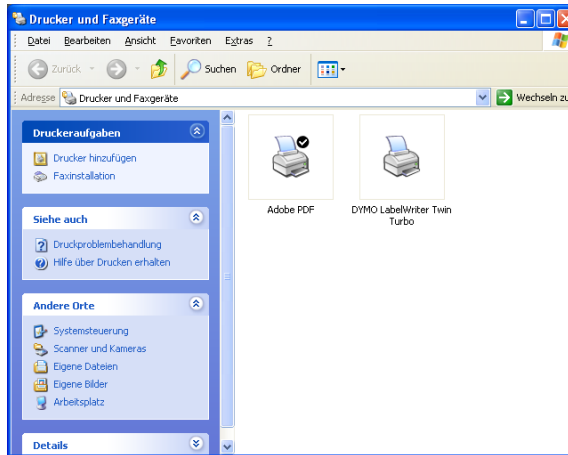 Drucker und Faxgeräte
Datei Bearbeiten Ansicht Favoriten Extras ?
Zurück Suchen Ordner
Adresse Drucker und Faxgeräte Wechseln zu
Druckeraufgaben
Drucker hinzufügen
Faxinstallation
Siehe auch
Druckproblembehandlung
Hilfe über Drucken erhalten
Andere Orte
Systemsteuerung
Scanner und Kameras
Eigene Dateien
Eigene Bilder
Arbeitsplatz
Details
Adobe PDF
DYMO LabelWriter Twin
Turbo